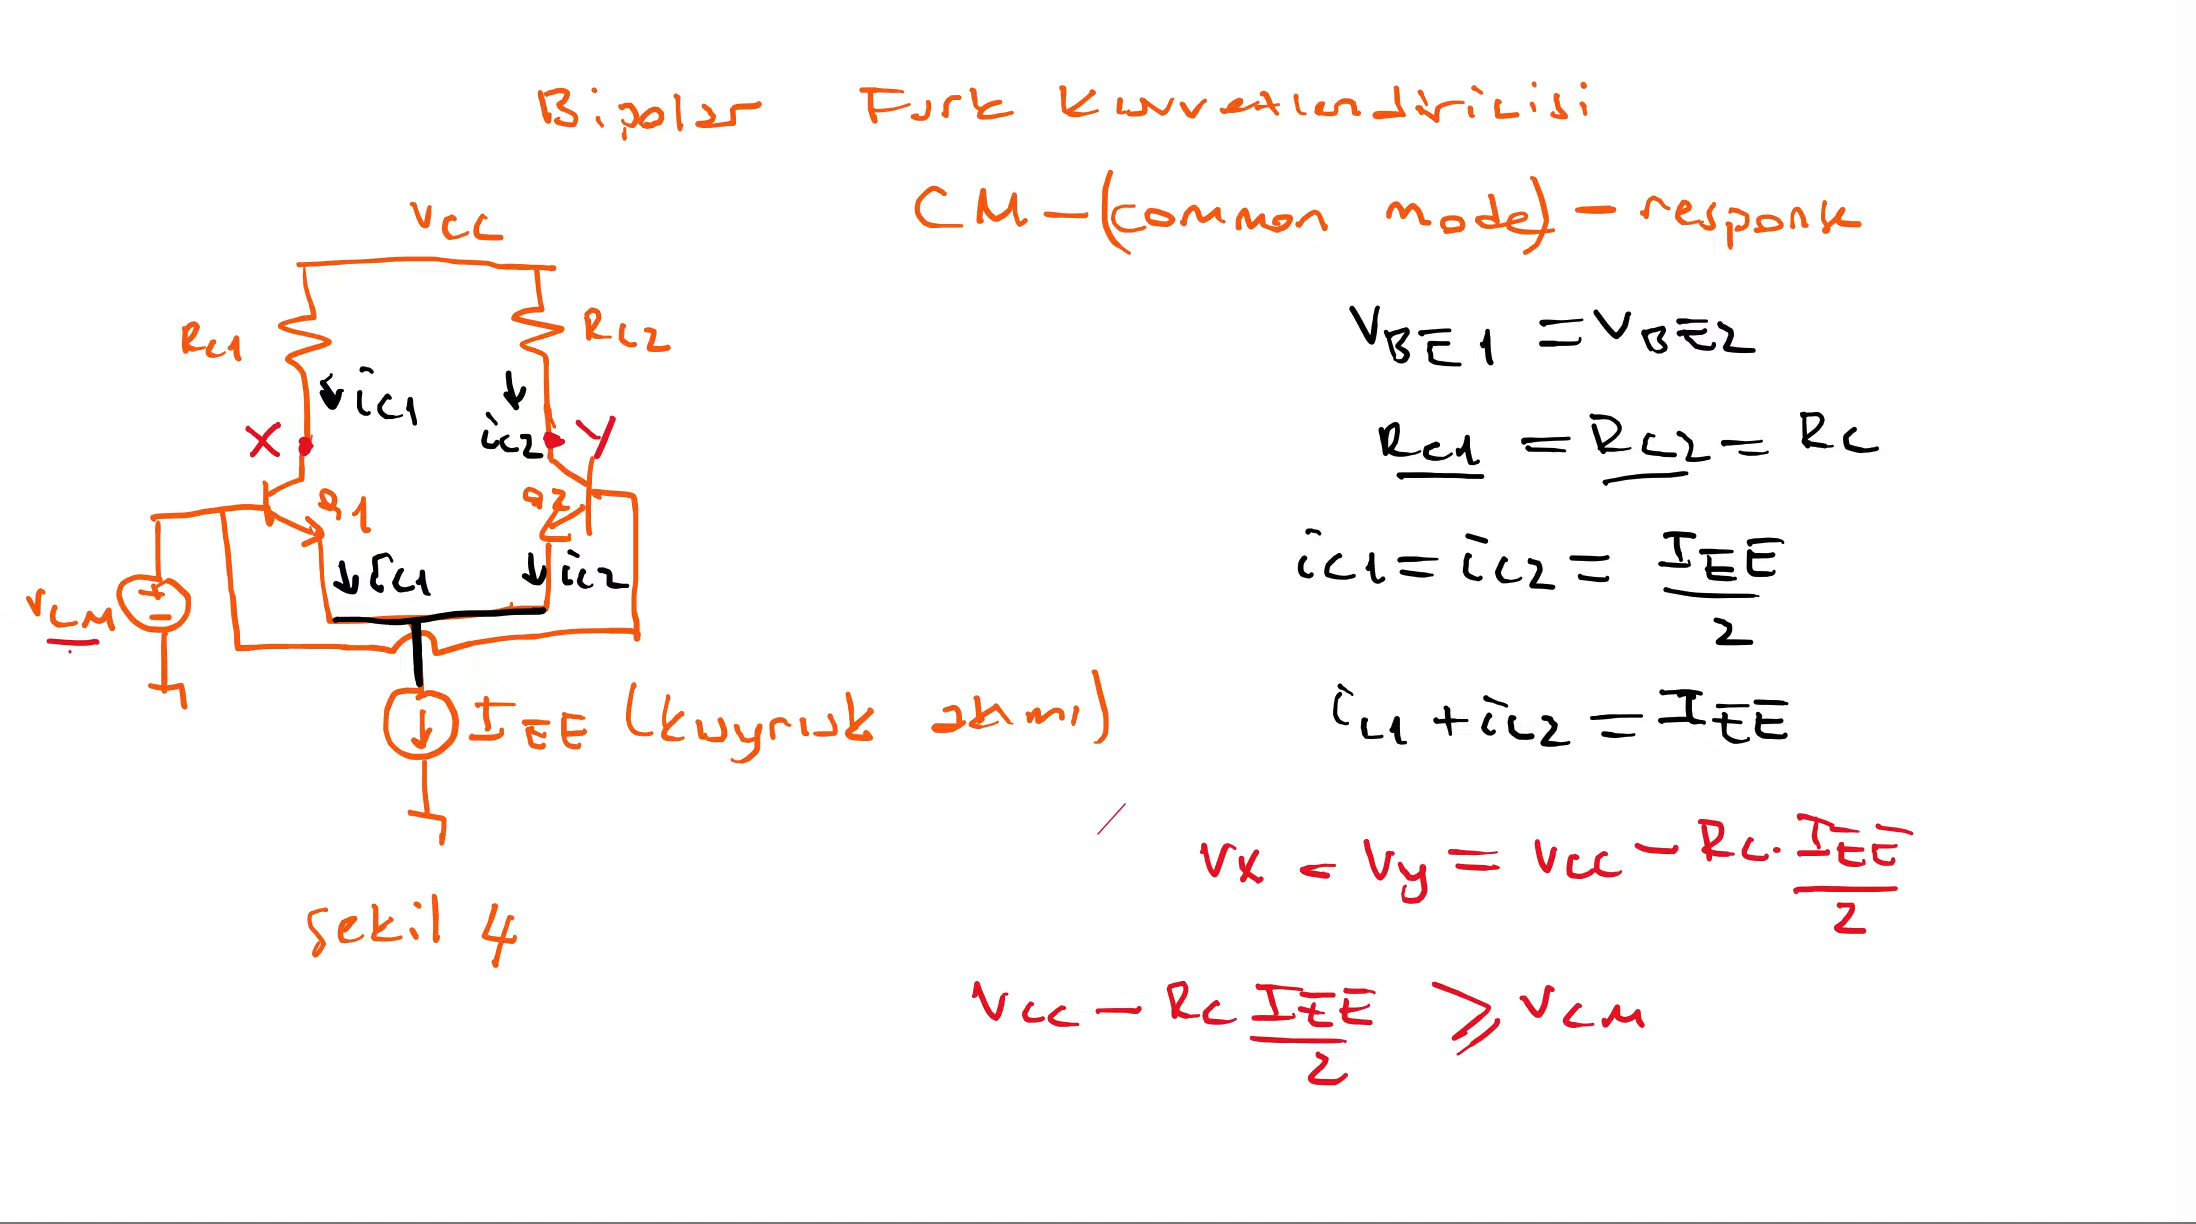 Bipolar Fark Kuvvetlendiricisi
CM-(common mode)-response
VCC
RC1
RC2
iC1
iC2
X
Y
Q1
Q2
iC1
iC2
VCM
IEE (kuyruk akımı)
şekil 4
VBE1 = VBE2
RC1 = RC2 = RC
iC1 = iC2 = IEE/2
iC1 + iC2 = IEE
VX = VY = VCC - RC . IEE/2
VCC - RC IEE/2 ≥ VCM